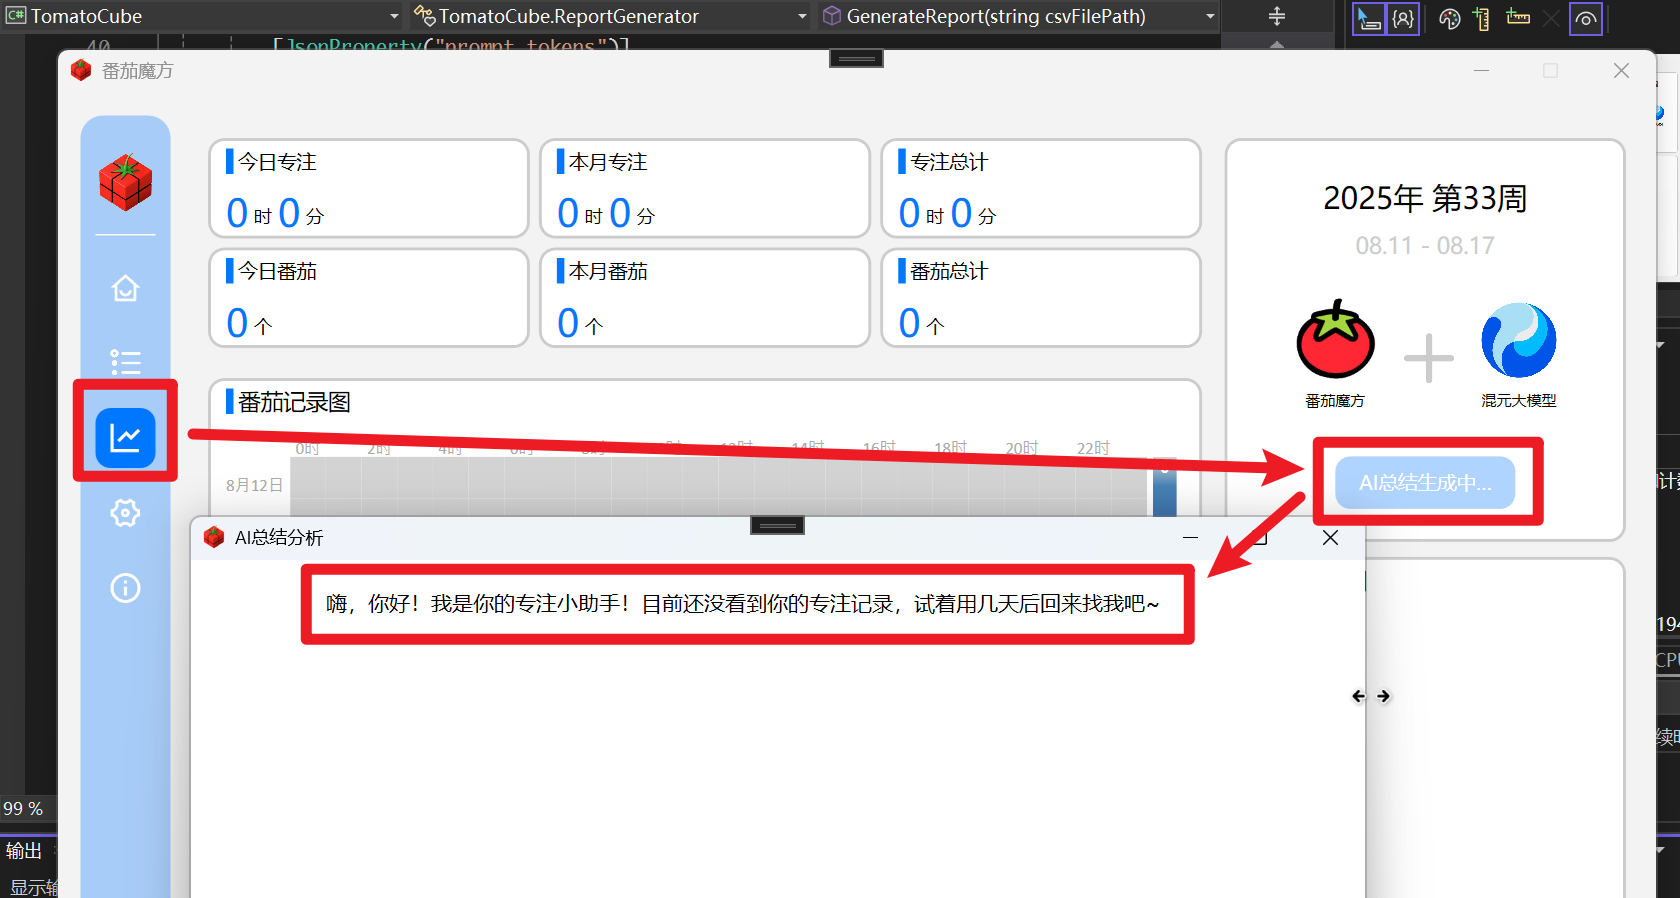 C# TomatoCube
TomatoCube.ReportGenerator
GenerateReport(string csvFilePath)
40
[JsonProperty("prompt_tokens")]
番茄魔方
今日专注
0 时 0 分
本月专注
0 时 0 分
专注总计
0 时 0 分
今日番茄
0 个
本月番茄
0 个
番茄总计
0 个
2025年 第33周
08.11 - 08.17
番茄魔方
混元大模型
AI总结生成中...
番茄记录图
0时 2时 4时 6时 8时 12时 14时 16时 18时 20时 22时
8月12日
AI总结分析
嗨，你好！我是你的专注小助手！目前还没看到你的专注记录，试着用几天后回来找我吧~
194
CPU
99 %
输出
显示输